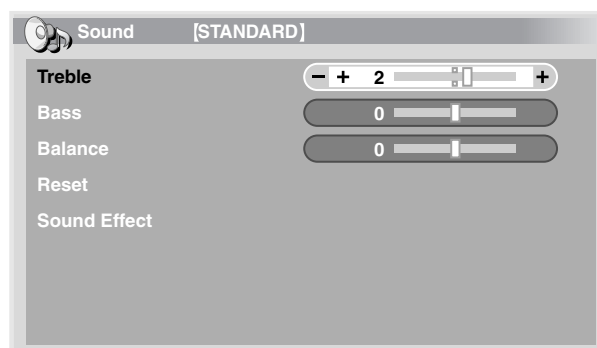 Sound [STANDARD]
Treble − + 2 +
Bass 0
Balance 0
Reset
Sound Effect